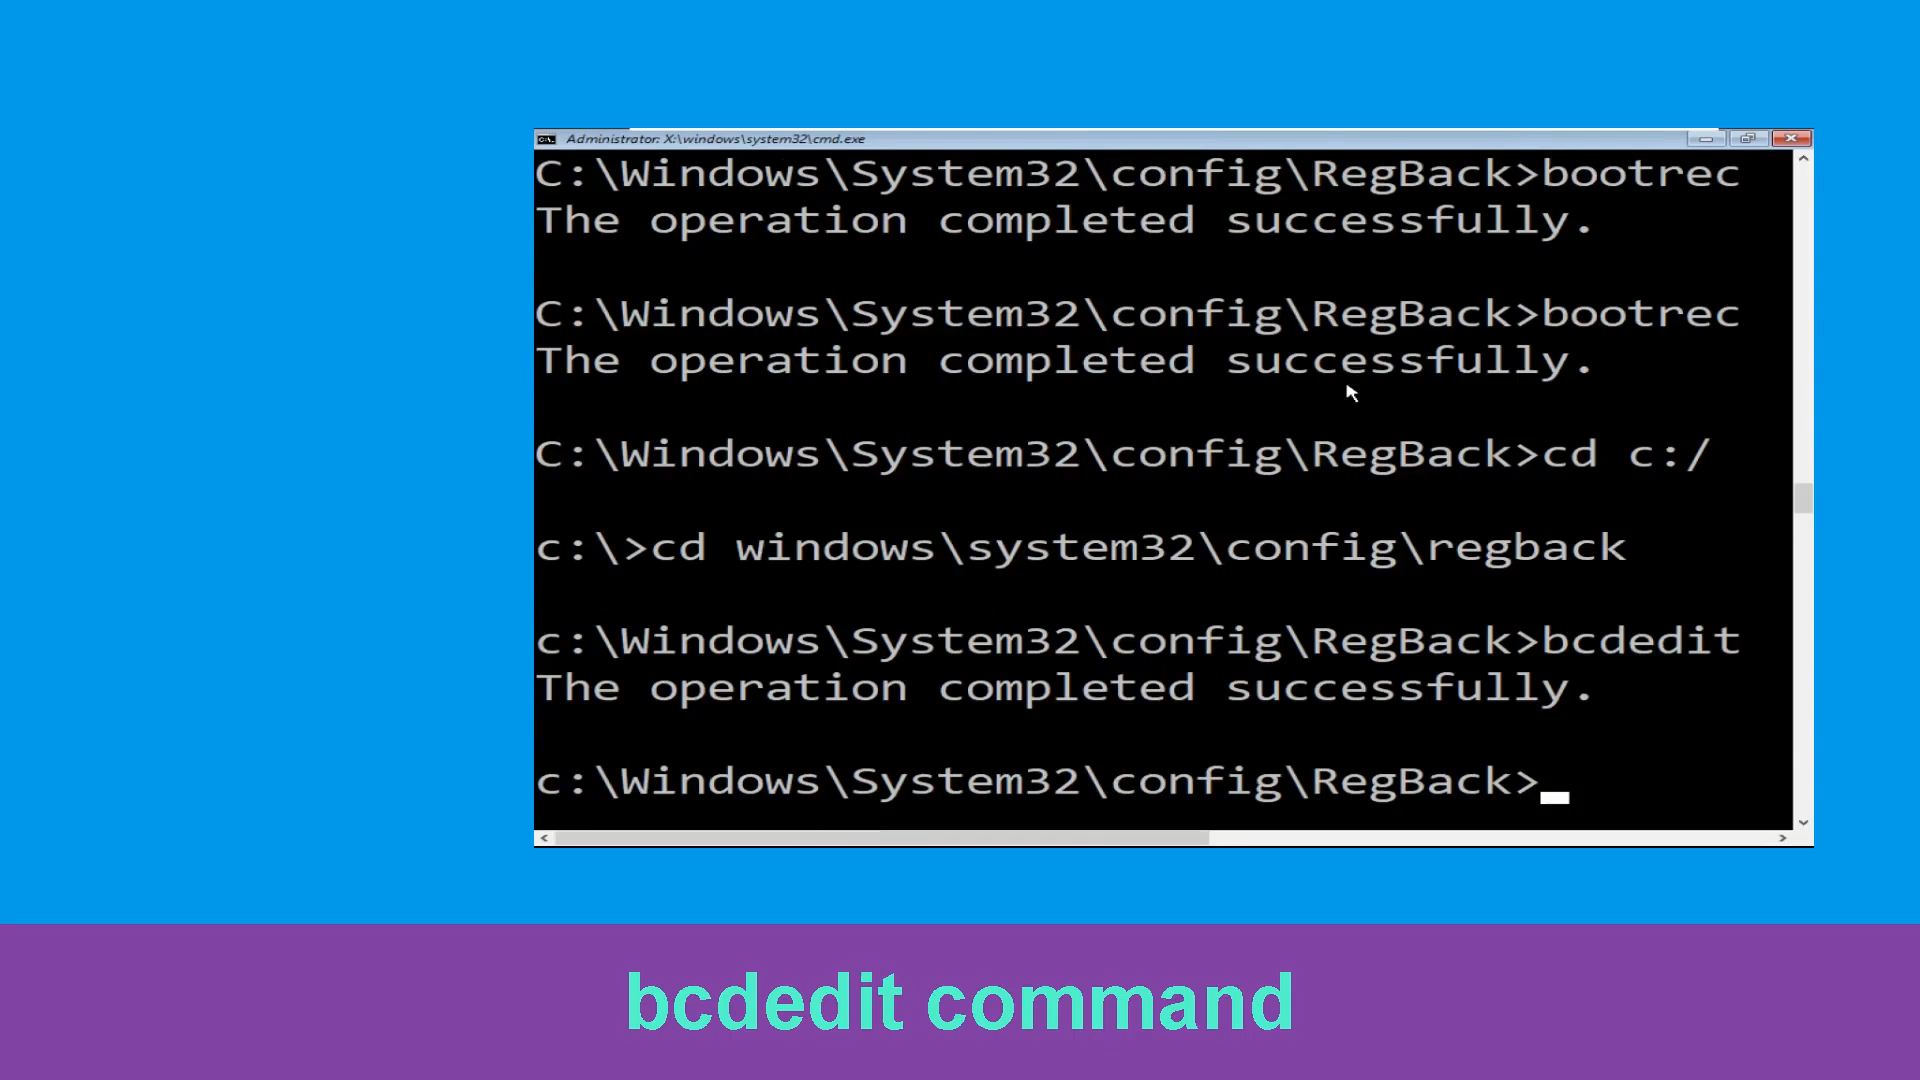 Administrator: X:\windows\system32\cmd.exe
C:\Windows\System32\config\RegBack>bootrec
The operation completed successfully.
C:\Windows\System32\config\RegBack>bootrec
The operation completed successfully.
C:\Windows\System32\config\RegBack>cd c:/
c:\>cd windows\system32\config\regback
c:\Windows\System32\config\RegBack>bcdedit
The operation completed successfully.
c:\Windows\System32\config\RegBack>
bcdedit command